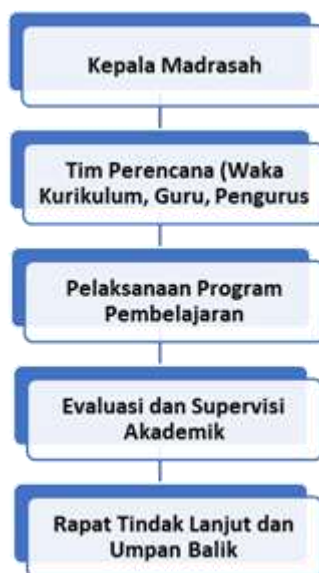 Kepala Madrasah
Tim Perencana (Waka
Kurikulum, Guru, Pengurus
Pelaksanaan Program
Pembelajaran
Evaluasi dan Supervisi
Akademik
Rapat Tindak Lanjut dan
Umpan Balik